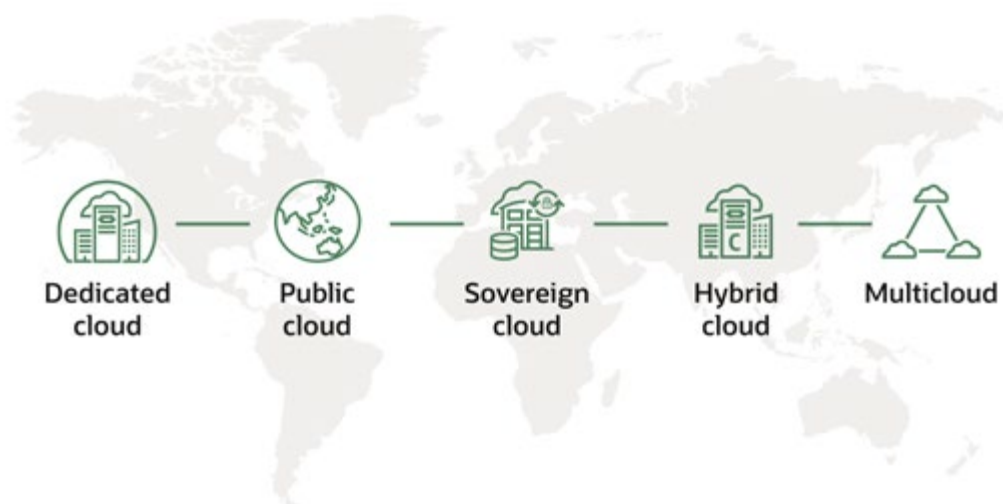 Dedicated
cloud
Public
cloud
Sovereign
cloud
Hybrid
cloud
Multicloud
C